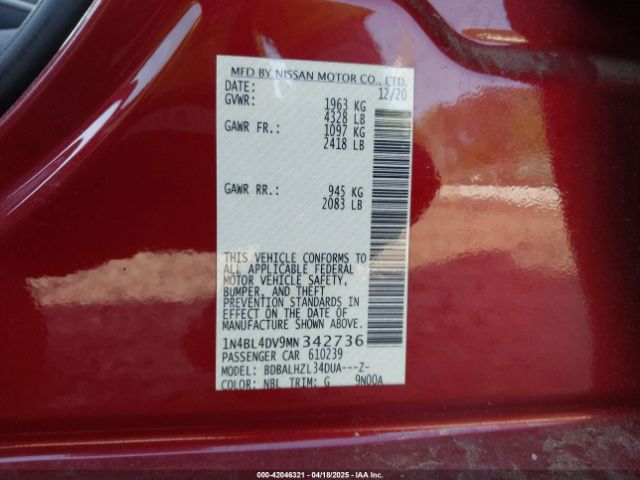 MFD BY NISSAN MOTOR CO., LTD.
DATE: 12/20
GVWR: 1963 KG
4328 LB
GAWR FR.: 1097 KG
2418 LB
GAWR RR.: 945 KG
2083 LB
THIS VEHICLE CONFORMS TO
ALL APPLICABLE FEDERAL
MOTOR VEHICLE SAFETY,
BUMPER, AND THEFT
PREVENTION STANDARDS IN
EFFECT ON THE DATE OF
MANUFACTURE SHOWN ABOVE.
1N4BL4DV9MN342736
PASSENGER CAR 610239
MODEL: BDBALHZL34DUA---Z-
COLOR: NBL TRIM: G 9N00A
000-42046321 | 04/18/2025 | IAA Inc.